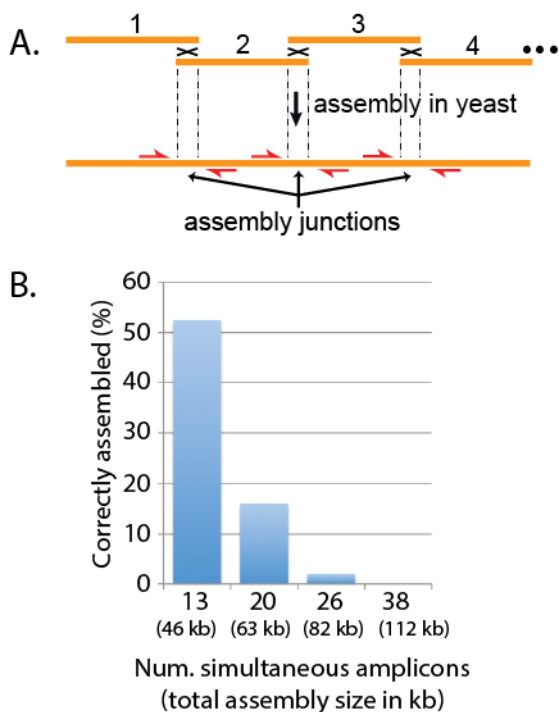 A.
1 2 3 4 ...
assembly in yeast
assembly junctions
B.
Correctly assembled (%)
60
50
40
30
20
10
0
13 20 26 38
(46 kb) (63 kb) (82 kb) (112 kb)
Num. simultaneous amplicons
(total assembly size in kb)